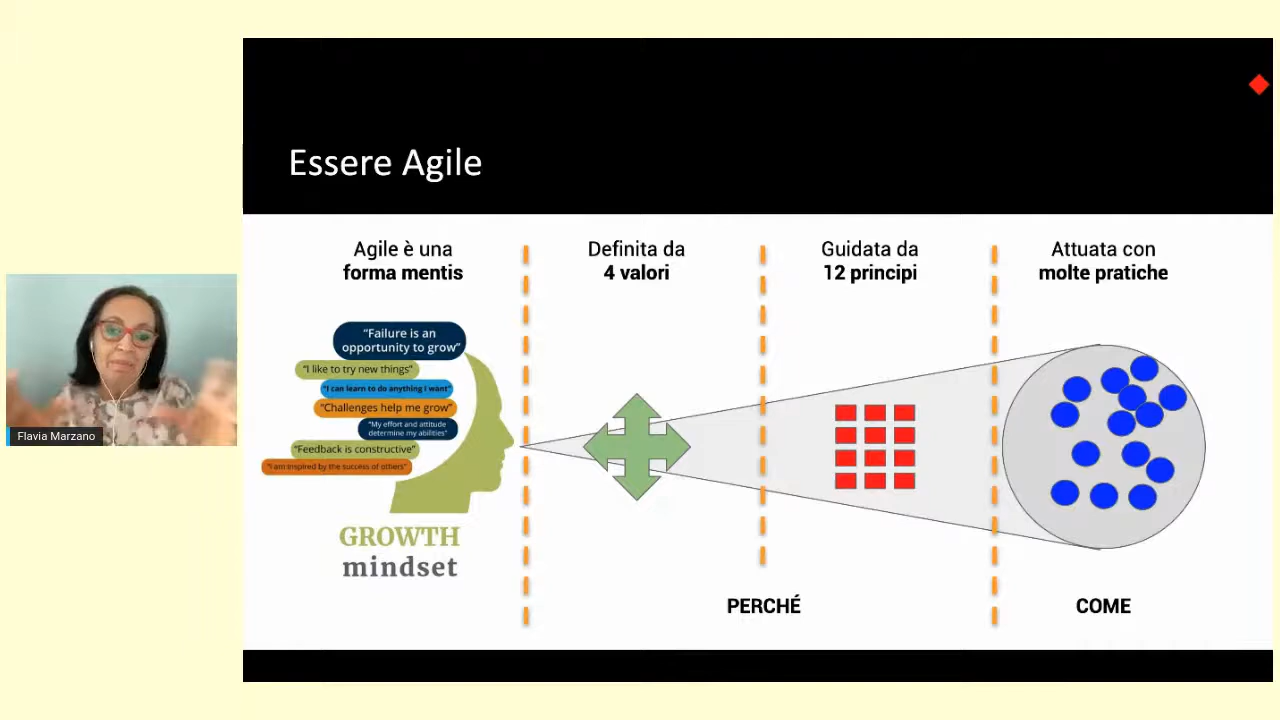 Essere Agile
Agile è una
forma mentis
Definita da
4 valori
Guidata da
12 principi
Attuata con
molte pratiche
“Failure is an
opportunity to grow”
“I like to try new things”
“I can learn to do anything I want”
“Challenges help me grow”
“My effort and attitude
determine my abilities”
“Feedback is constructive”
“I am inspired by the success of others”
GROWTH
mindset
PERCHÉ
COME
Flavia Marzano